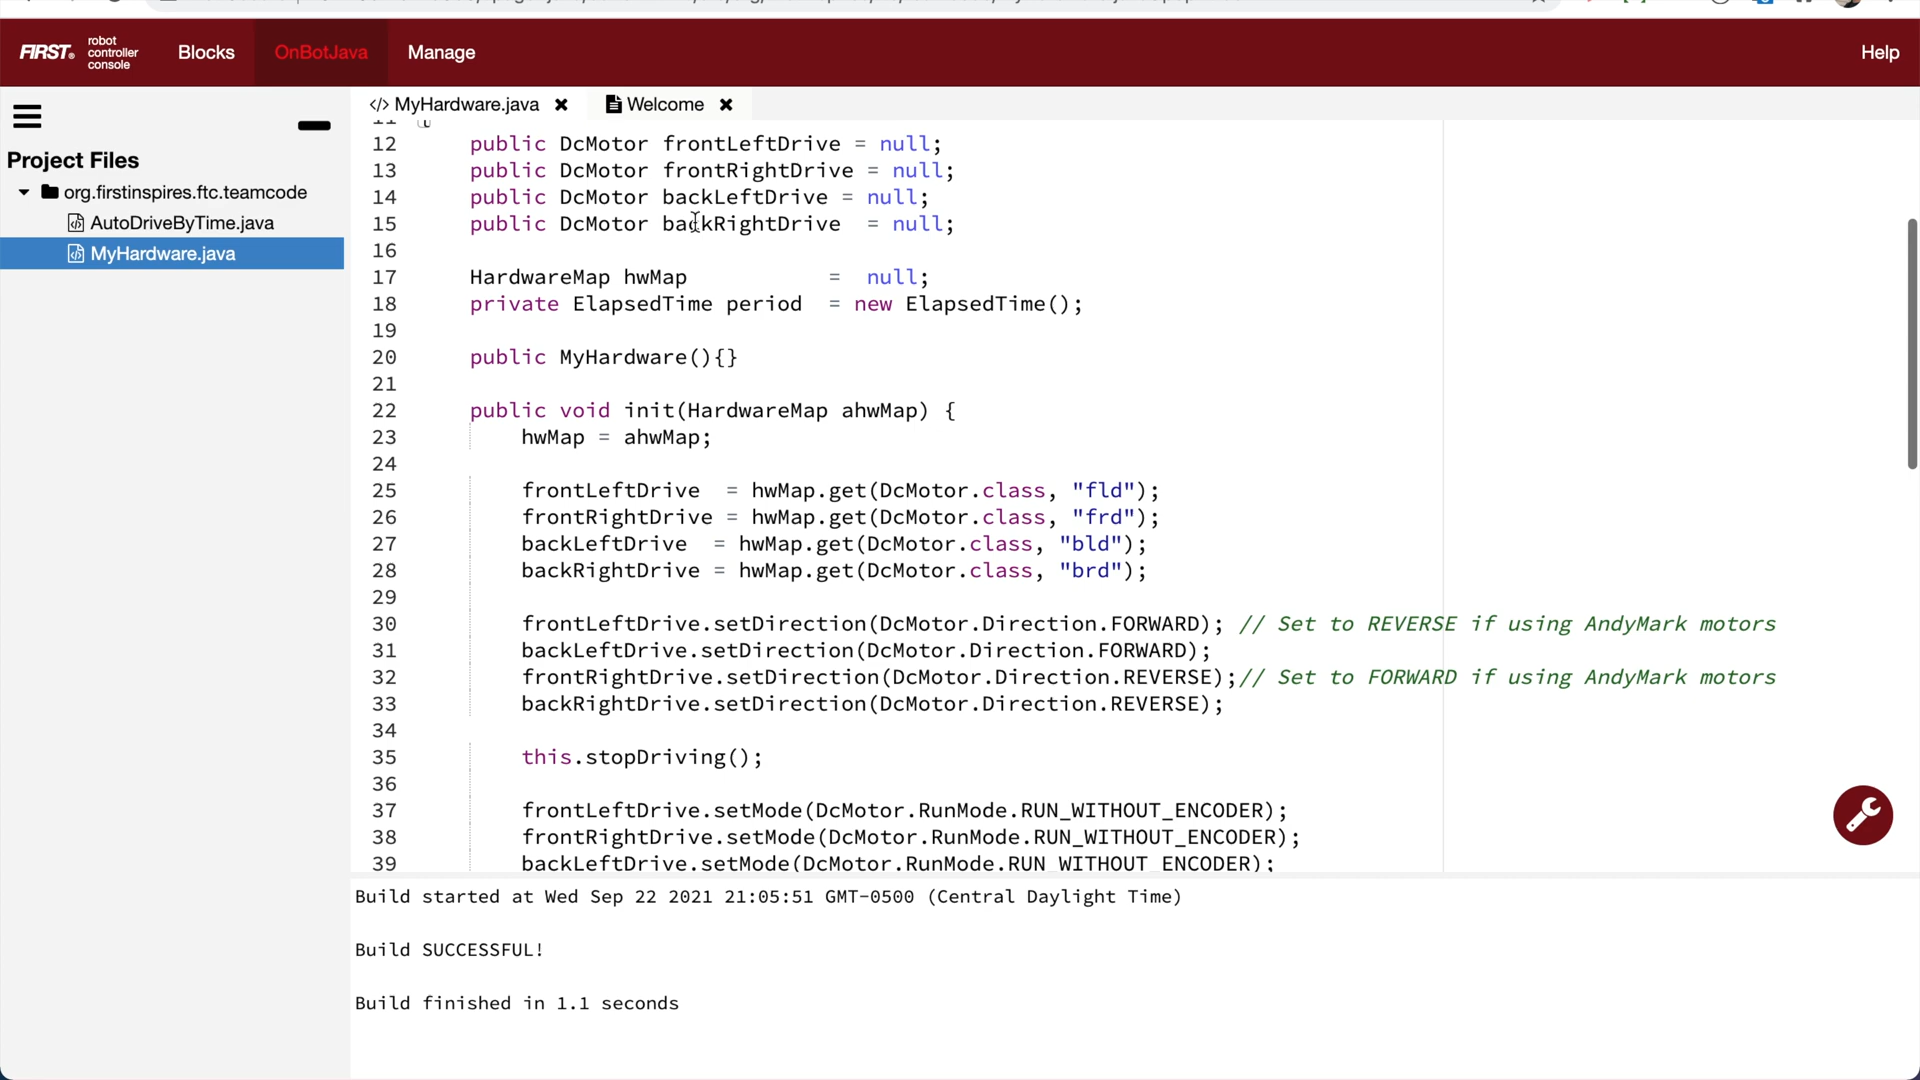 FIRST® robot controller console
Blocks
OnBotJava
Manage
Help
Project Files
org.firstinspires.ftc.teamcode
AutoDriveByTime.java
MyHardware.java
</> MyHardware.java ✖
Welcome ✖
11 {
12 public DcMotor frontLeftDrive = null;
13 public DcMotor frontRightDrive = null;
14 public DcMotor backLeftDrive = null;
15 public DcMotor backRightDrive = null;
16
17 HardwareMap hwMap = null;
18 private ElapsedTime period = new ElapsedTime();
19
20 public MyHardware(){}
21
22 public void init(HardwareMap ahwMap) {
23 hwMap = ahwMap;
24
25 frontLeftDrive = hwMap.get(DcMotor.class, "fld");
26 frontRightDrive = hwMap.get(DcMotor.class, "frd");
27 backLeftDrive = hwMap.get(DcMotor.class, "bld");
28 backRightDrive = hwMap.get(DcMotor.class, "brd");
29
30 frontLeftDrive.setDirection(DcMotor.Direction.FORWARD); // Set to REVERSE if using AndyMark motors
31 backLeftDrive.setDirection(DcMotor.Direction.FORWARD);
32 frontRightDrive.setDirection(DcMotor.Direction.REVERSE);// Set to FORWARD if using AndyMark motors
33 backRightDrive.setDirection(DcMotor.Direction.REVERSE);
34
35 this.stopDriving();
36
37 frontLeftDrive.setMode(DcMotor.RunMode.RUN_WITHOUT_ENCODER);
38 frontRightDrive.setMode(DcMotor.RunMode.RUN_WITHOUT_ENCODER);
39 backLeftDrive.setMode(DcMotor.RunMode.RUN_WITHOUT_ENCODER);
Build started at Wed Sep 22 2021 21:05:51 GMT-0500 (Central Daylight Time)
Build SUCCESSFUL!
Build finished in 1.1 seconds